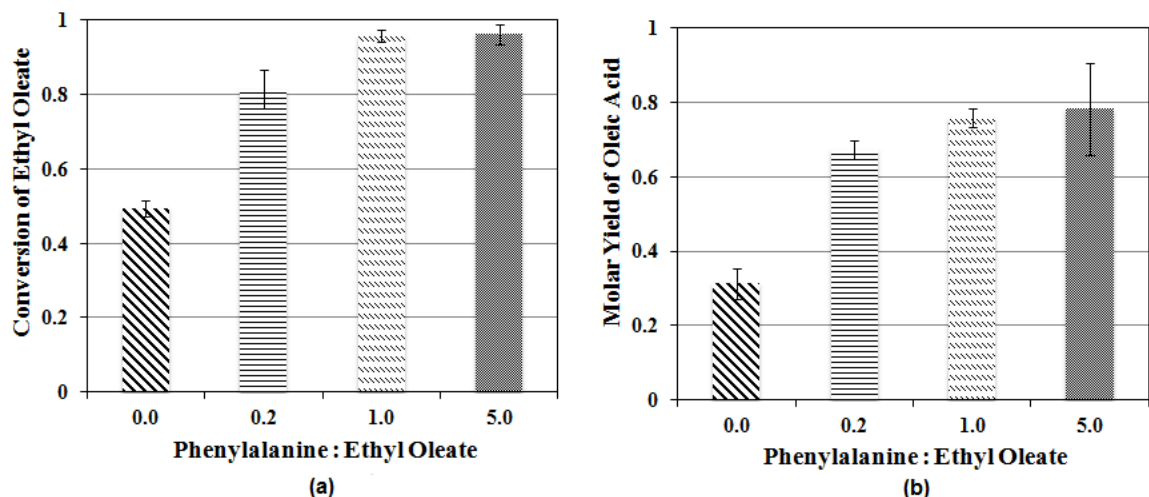 Conversion of Ethyl Oleate
1
0.8
0.6
0.4
0.2
0
0.0 0.2 1.0 5.0
Phenylalanine : Ethyl Oleate
(a)
Molar Yield of Oleic Acid
1
0.8
0.6
0.4
0.2
0
0.0 0.2 1.0 5.0
Phenylalanine : Ethyl Oleate
(b)